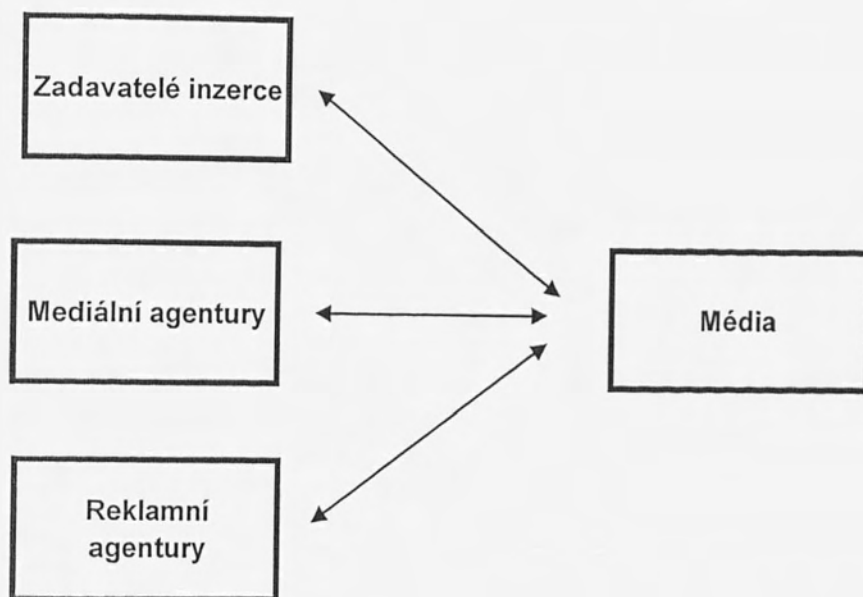 Zadavatelé inzerce
Mediální agentury
Média
Reklamní
agentury